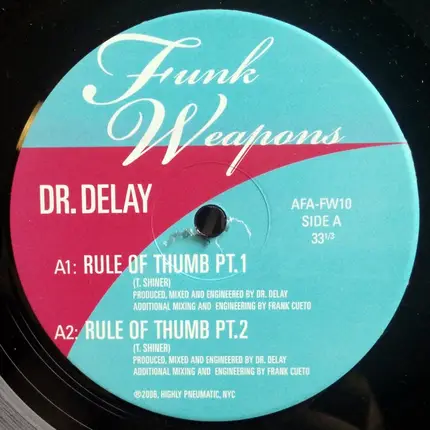 Funk
Weapons
DR. DELAY
AFA-FW10
SIDE A
33 1/3
A1: RULE OF THUMB PT.1
(T. SHINER)
PRODUCED, MIXED AND ENGINEERED BY DR. DELAY
ADDITIONAL MIXING AND ENGINEERING BY FRANK CUETO
A2: RULE OF THUMB PT.2
(T. SHINER)
PRODUCED, MIXED AND ENGINEERED BY DR. DELAY
ADDITIONAL MIXING AND ENGINEERING BY FRANK CUETO
℗2006, HIGHLY PNEUMATIC, NYC